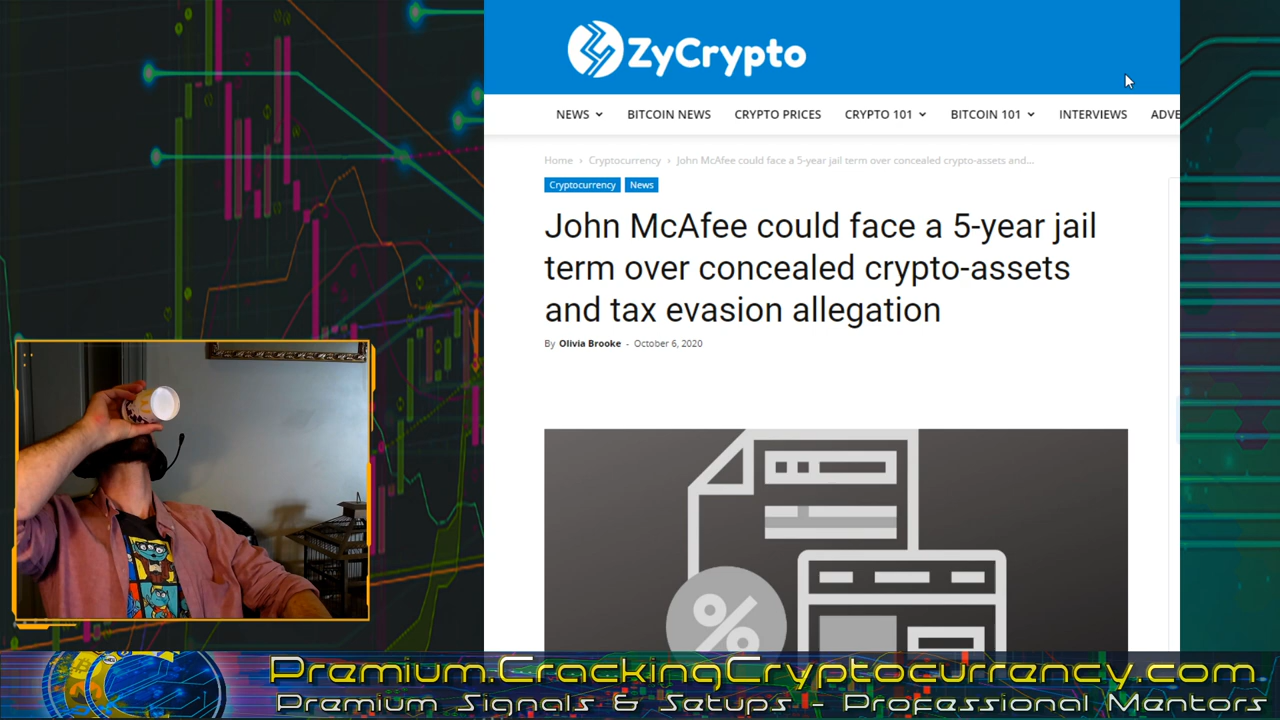 ZyCrypto
NEWS BITCOIN NEWS CRYPTO PRICES CRYPTO 101 BITCOIN 101 INTERVIEWS ADVE
Home › Cryptocurrency › John McAfee could face a 5-year jail term over concealed crypto-assets and...
Cryptocurrency News
John McAfee could face a 5-year jail
term over concealed crypto-assets
and tax evasion allegation
By Olivia Brooke - October 6, 2020
%
Premium.CrackingCryptocurrency.com
Premium Signals & Setups - Professional Mentors